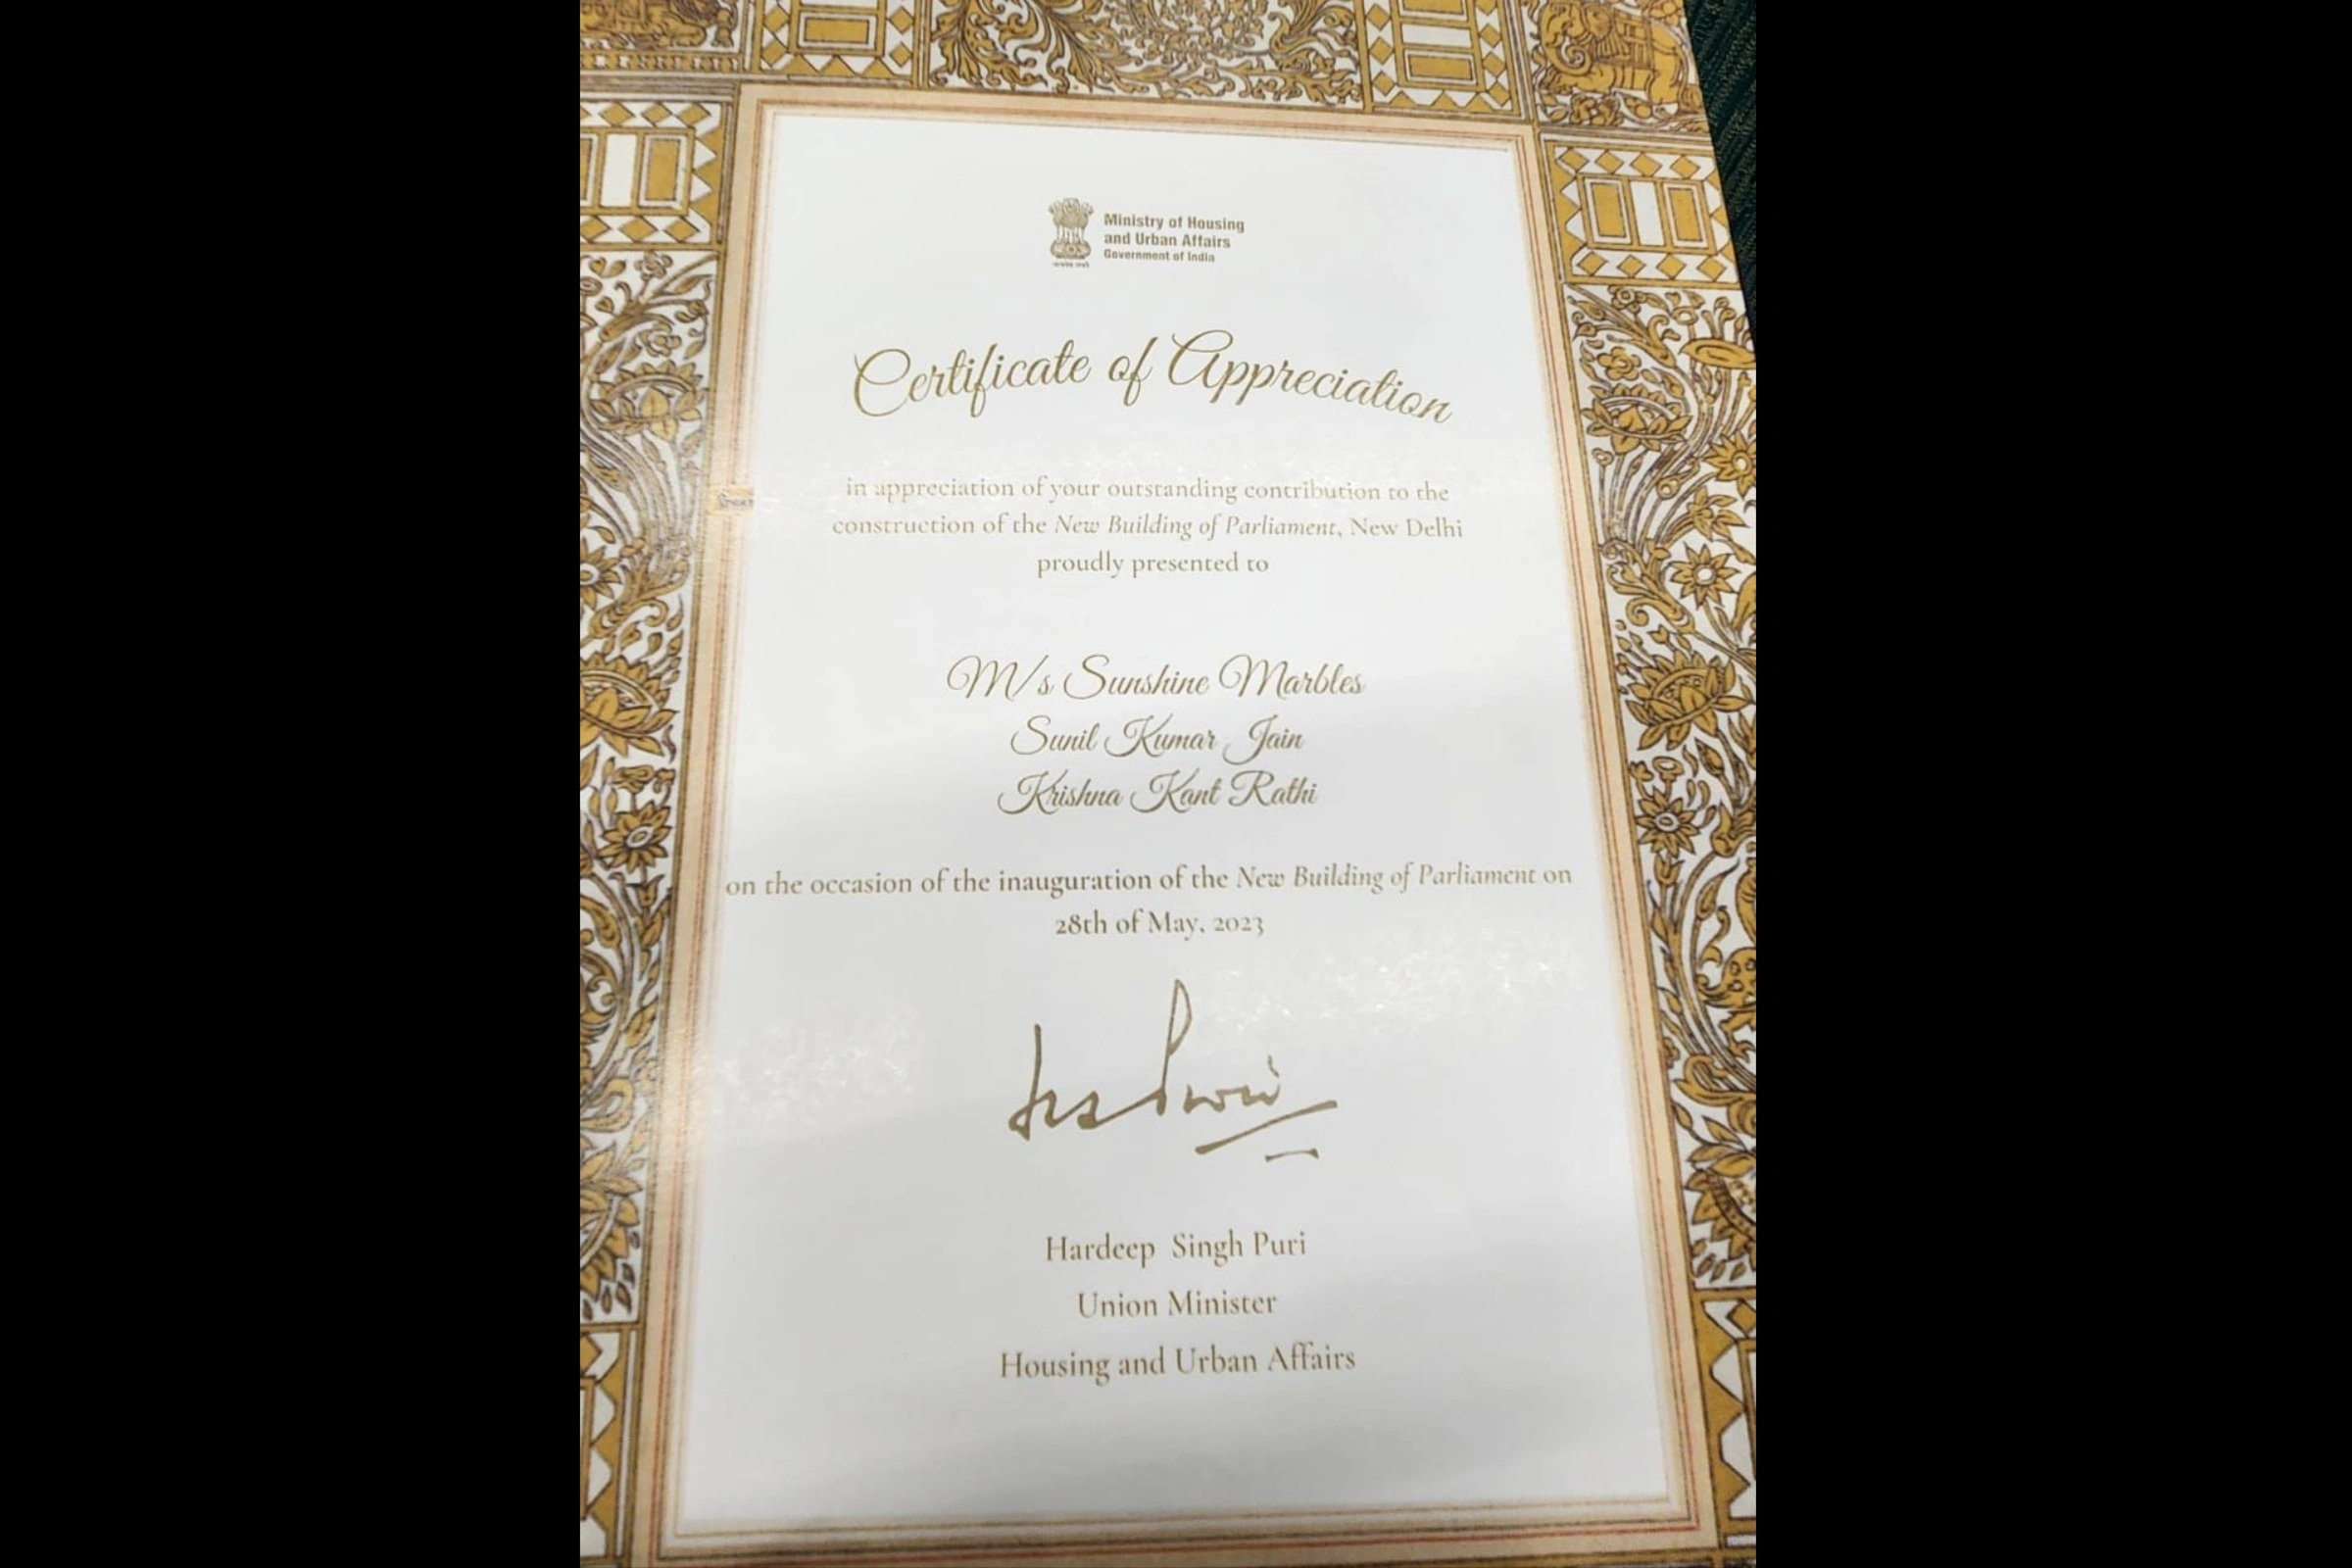 Ministry of Housing
and Urban Affairs
Government of India
Certificate of Appreciation
in appreciation of your outstanding contribution to the
construction of the New Building of Parliament, New Delhi
proudly presented to
M/s Sunshine Marbles
Sunil Kumar Jain
Krishna Kant Rathi
on the occasion of the inauguration of the New Building of Parliament on
28th of May, 2023
Hardeep Singh Puri
Union Minister
Housing and Urban Affairs